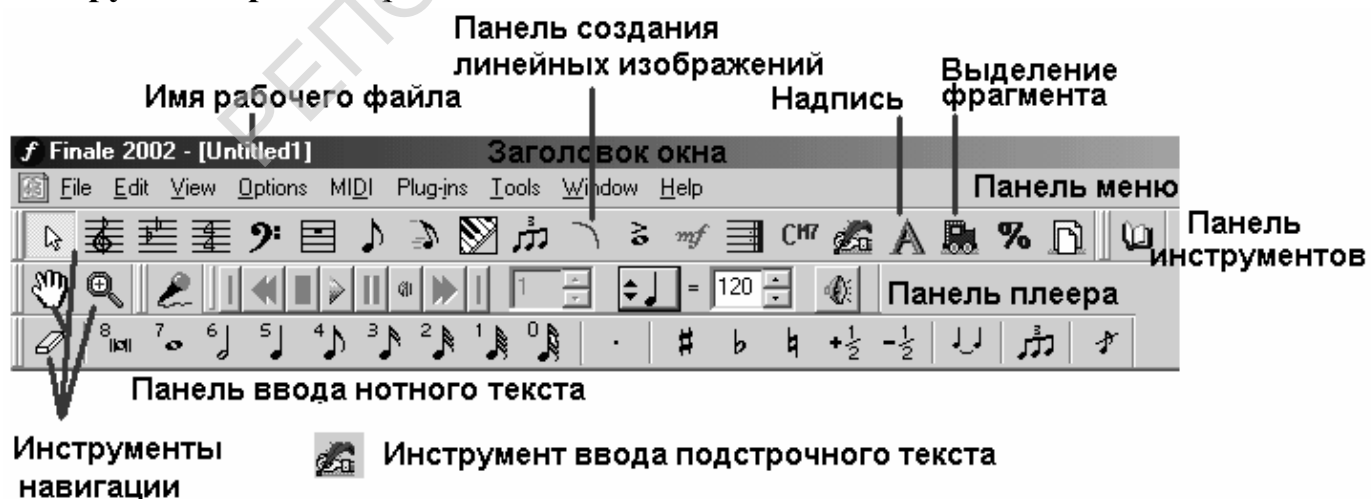 Панель создания
линейных изображений
Имя рабочего файла
Надпись
Выделение
фрагмента
Finale 2002 - [Untitled1]
Заголовок окна
File Edit View Options MIDI Plug-ins Tools Window Help
Панель меню
CM7
mf
%
Панель
инструментов
1
= 120
Панель плеера
8 7 6 5 4 3 2 1 0 +½ -½ 3
Панель ввода нотного текста
Инструменты
навигации
Инструмент ввода подстрочного текста
РЕПО